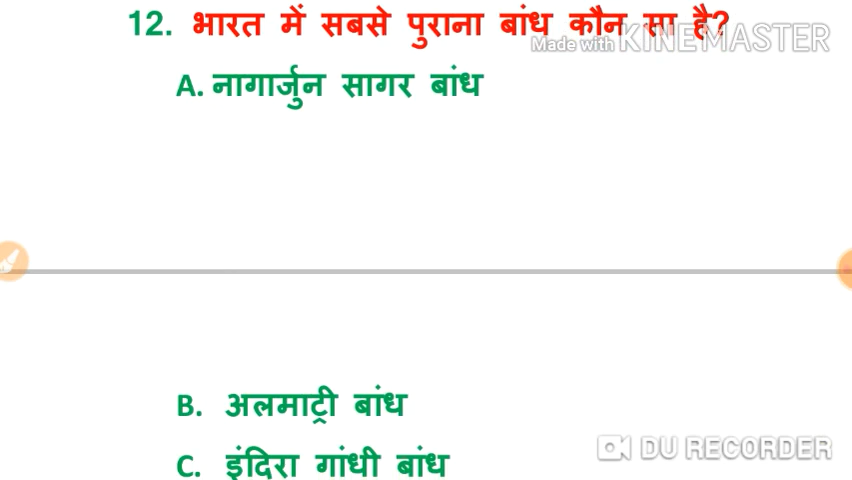 12. भारत में सबसे पुराना बांध कौन सा है?
Made with KINEMASTER
A. नागार्जुन सागर बांध
B. अलमाट्री बांध
C. इंदिरा गांधी बांध
DU RECORDER